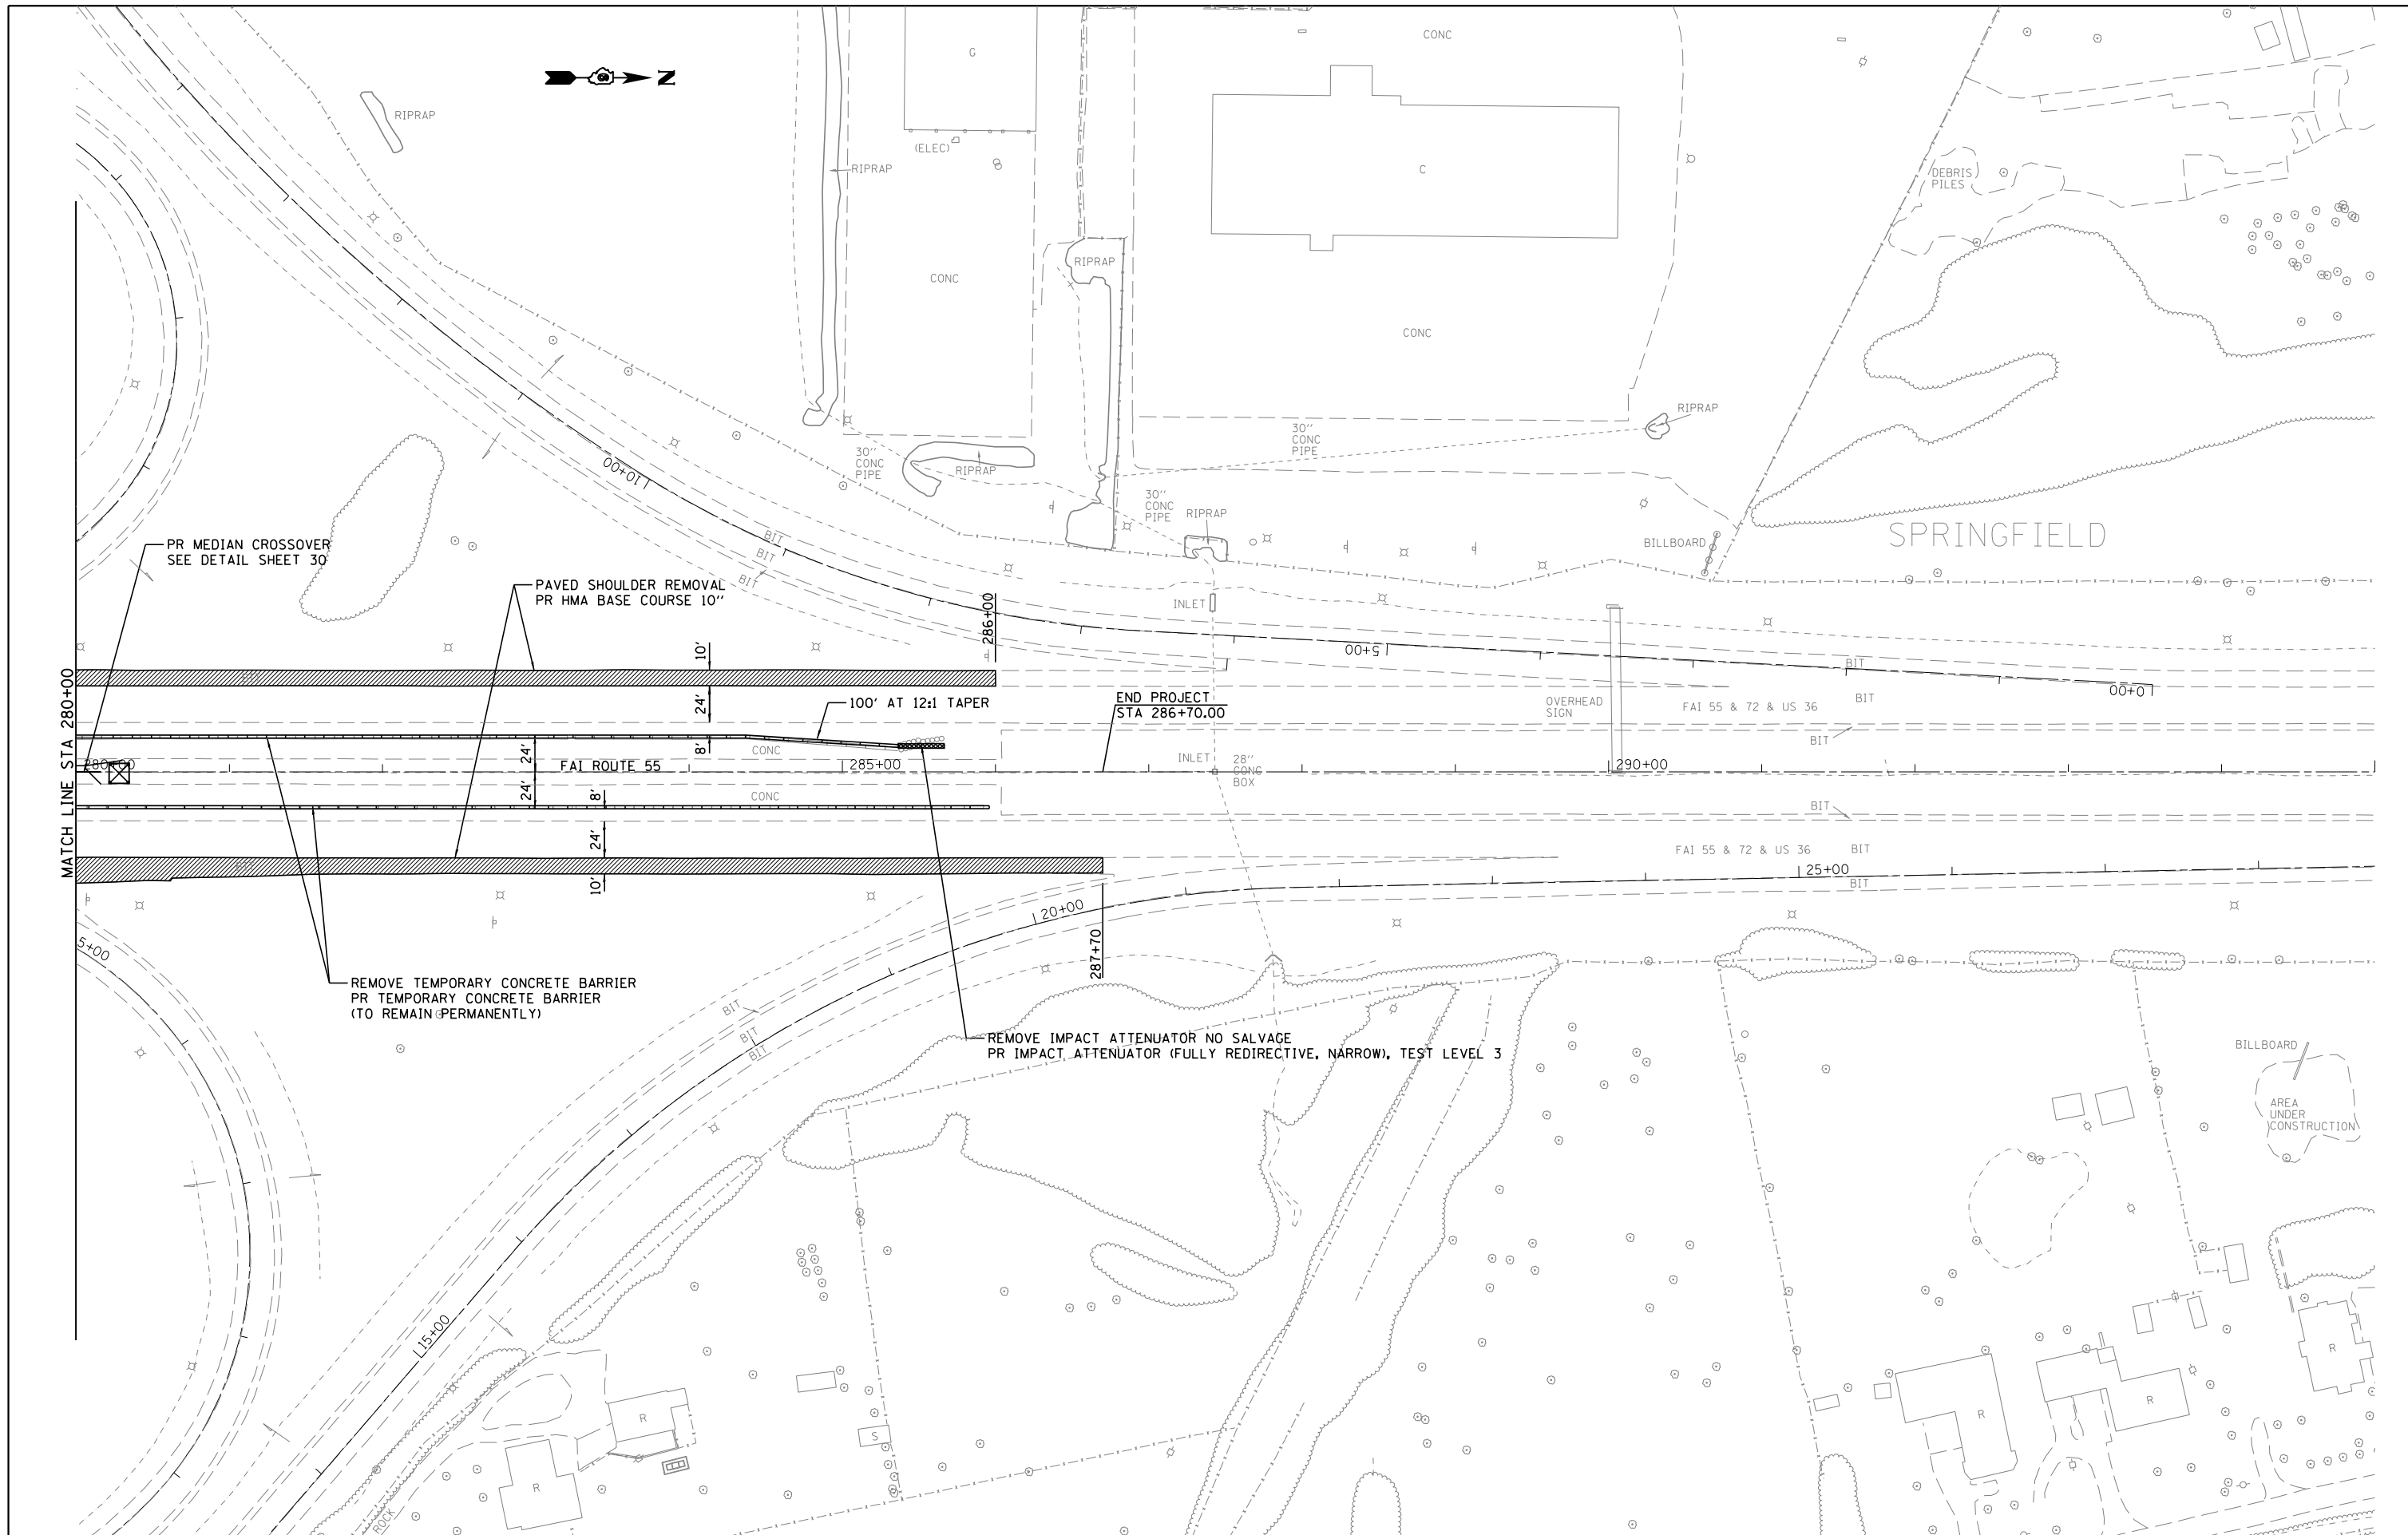 CONC
G
N
RIPRAP
(ELEC)
RIPRAP
C
DEBRIS
PILES
RIPRAP
CONC
CONC
RIPRAP
30''
CONC
PIPE
30''
CONC
PIPE
RIPRAP
10+00
30''
CONC
PIPE
RIPRAP
SPRINGFIELD
BILLBOARD
BIT
BIT
BIT
PR MEDIAN CROSSOVER
SEE DETAIL SHEET 30
PAVED SHOULDER REMOVAL
PR HMA BASE COURSE 10''
INLET
286+00
10'
5+00
BIT
BIT
0+00
24'
100' AT 12:1 TAPER
END PROJECT
STA 286+70.00
OVERHEAD
SIGN
FAI 55 & 72 & US 36
BIT
MATCH LINE STA 280+00
8'
CONC
24'
BIT
280+00
FAI ROUTE 55
285+00
INLET
28''
CONC
BOX
290+00
24'
8'
CONC
BIT
24'
FAI 55 & 72 & US 36
BIT
BIT
10'
25+00
BIT
20+00
5+00
287+70
REMOVE TEMPORARY CONCRETE BARRIER
PR TEMPORARY CONCRETE BARRIER
(TO REMAIN PERMANENTLY)
BIT
BIT
BIT
REMOVE IMPACT ATTENUATOR NO SALVAGE
PR IMPACT ATTENUATOR (FULLY REDIRECTIVE, NARROW), TEST LEVEL 3
BILLBOARD
AREA
UNDER
CONSTRUCTION
15+00
R
R
R
R
S
R
R
ROCK